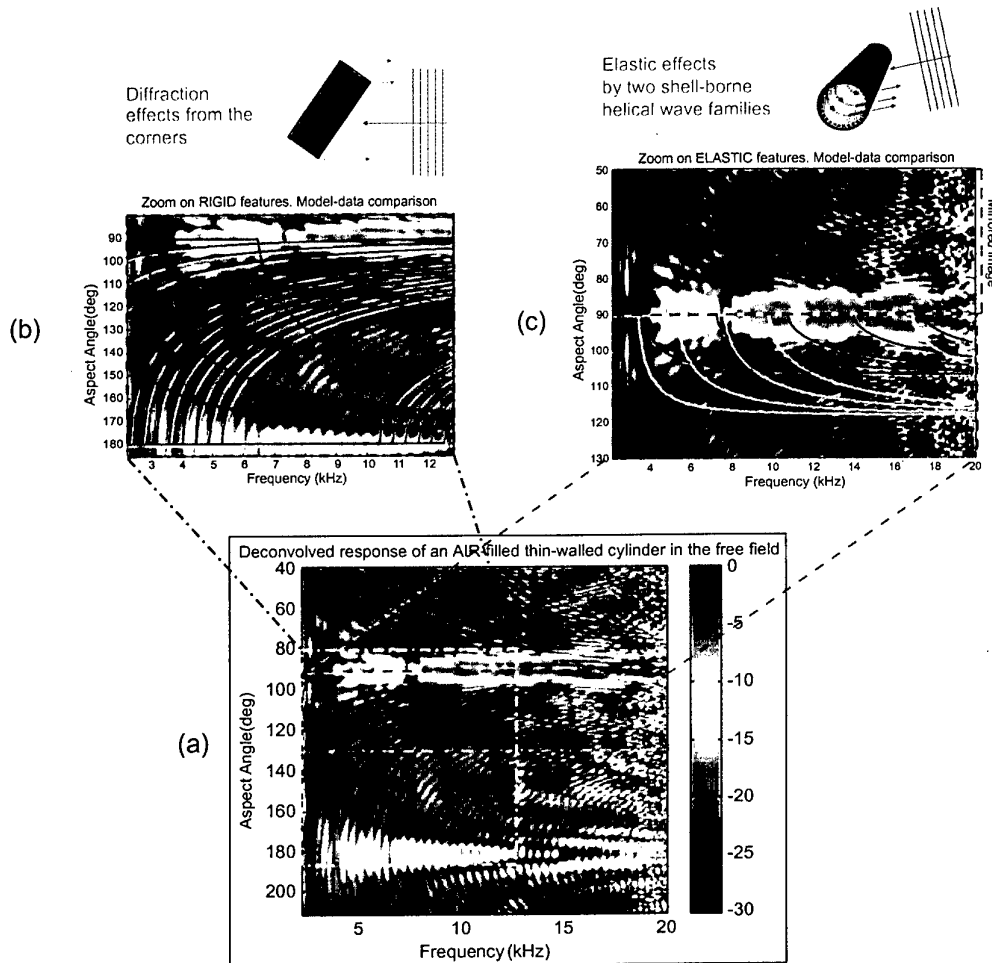 Diffraction
effects from the
corners
Elastic effects
by two shell-borne
helical wave families
Zoom on RIGID features. Model-data comparison
(b)
Aspect Angle(deg)
90
100
110
120
130
140
150
160
170
180
3 4 5 6 7 8 9 10 11 12
Frequency (kHz)
Zoom on ELASTIC features. Model-data comparison
(c)
Aspect Angle(deg)
50
60
70
80
90
100
110
120
130
4 6 8 10 12 14 16 18 20
Frequency (kHz)
Mirrored image
Deconvolved response of an AIR-filled thin-walled cylinder in the free field
(a)
Aspect Angle(deg)
40
60
80
100
120
140
160
180
200
5 10 15 20
Frequency (kHz)
0
-5
-10
-15
-20
-25
-30